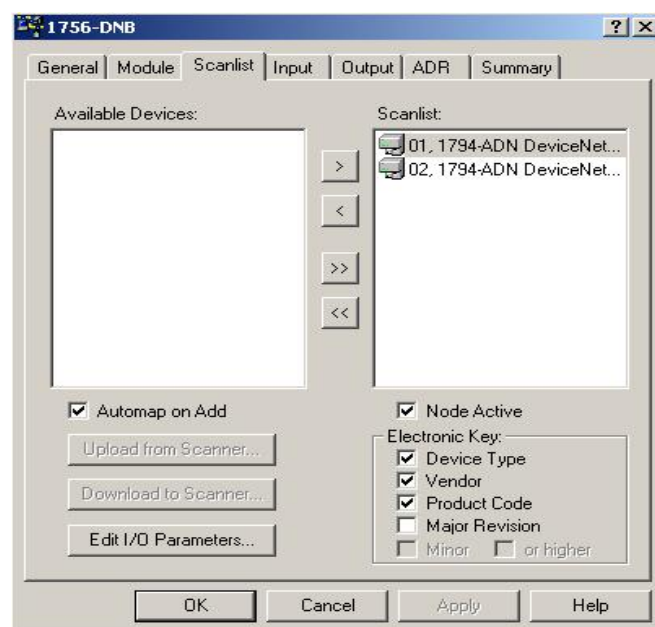 1756-DNB
General Module Scanlist Input Output ADR Summary
Available Devices:
Scanlist:
01, 1794-ADN DeviceNet...
02, 1794-ADN DeviceNet...
>
<
>>
<<
Automap on Add
Node Active
Upload from Scanner...
Download to Scanner...
Edit I/O Parameters...
Electronic Key:
Device Type
Vendor
Product Code
Major Revision
Minor or higher
OK Cancel Apply Help